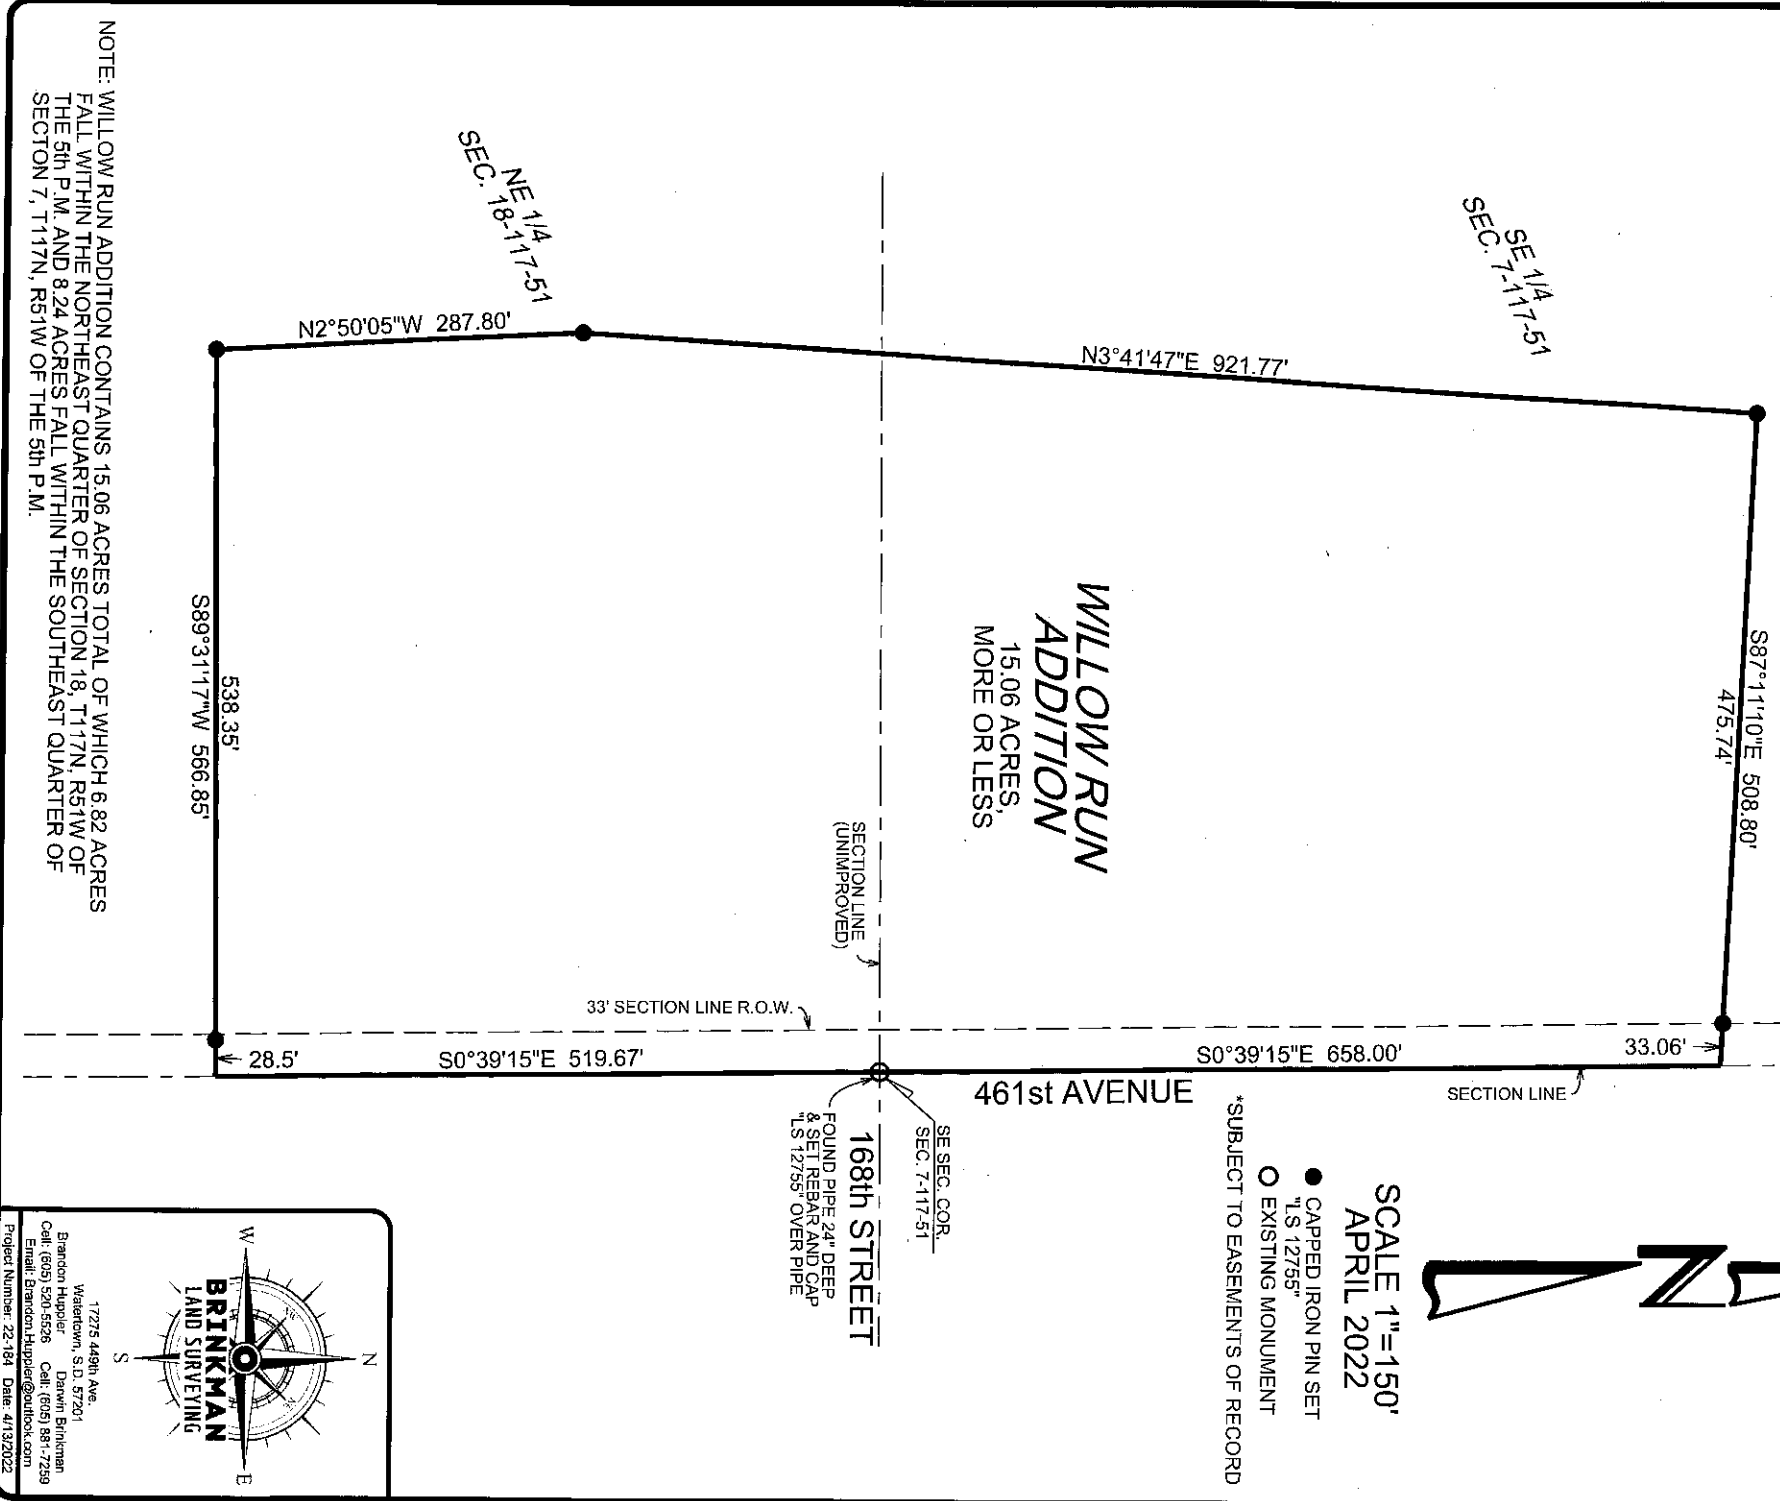 SE 1/4
SEC. 7-117-51
NE 1/4
SEC. 18-117-51
S87°11'10"E 508.80'
475.74'
N3°41'47"E 921.77'
N2°50'05"W 287.80'
WILLOW RUN
ADDITION
15.06 ACRES,
MORE OR LESS
SECTION LINE
(UNIMPROVED)
538.35'
S89°31'17"W 566.85'
33' SECTION LINE R.O.W.
28.5'
S0°39'15"E 519.67'
S0°39'15"E 658.00'
33.06'
461st AVENUE
SECTION LINE
SE SEC. COR.
SEC. 7-117-51
168th STREET
FOUND PIPE 24" DEEP
& SET REBAR AND CAP
"LS 12755" OVER PIPE
SCALE 1"=150'
APRIL 2022
CAPPED IRON PIN SET
"LS 12755"
EXISTING MONUMENT
*SUBJECT TO EASEMENTS OF RECORD
N
NOTE: WILLOW RUN ADDITION CONTAINS 15.06 ACRES TOTAL OF WHICH 6.82 ACRES
FALL WITHIN THE NORTHEAST QUARTER OF SECTION 18, T117N, R51W OF
THE 5th P.M. AND 8.24 ACRES FALL WITHIN THE SOUTHEAST QUARTER OF
SECTON 7, T117N, R51W OF THE 5th P.M.
N
W
E
S
BRINKMAN
LAND SURVEYING
17275 449th Ave.
Watertown, S.D. 57201
Brandon Huppler Darwin Brinkman
Cell: (605) 520-5526 Cell: (605) 881-7259
Email: Brandon.Huppler@outlook.com
Project Number: 22-184 Date: 4/13/2022